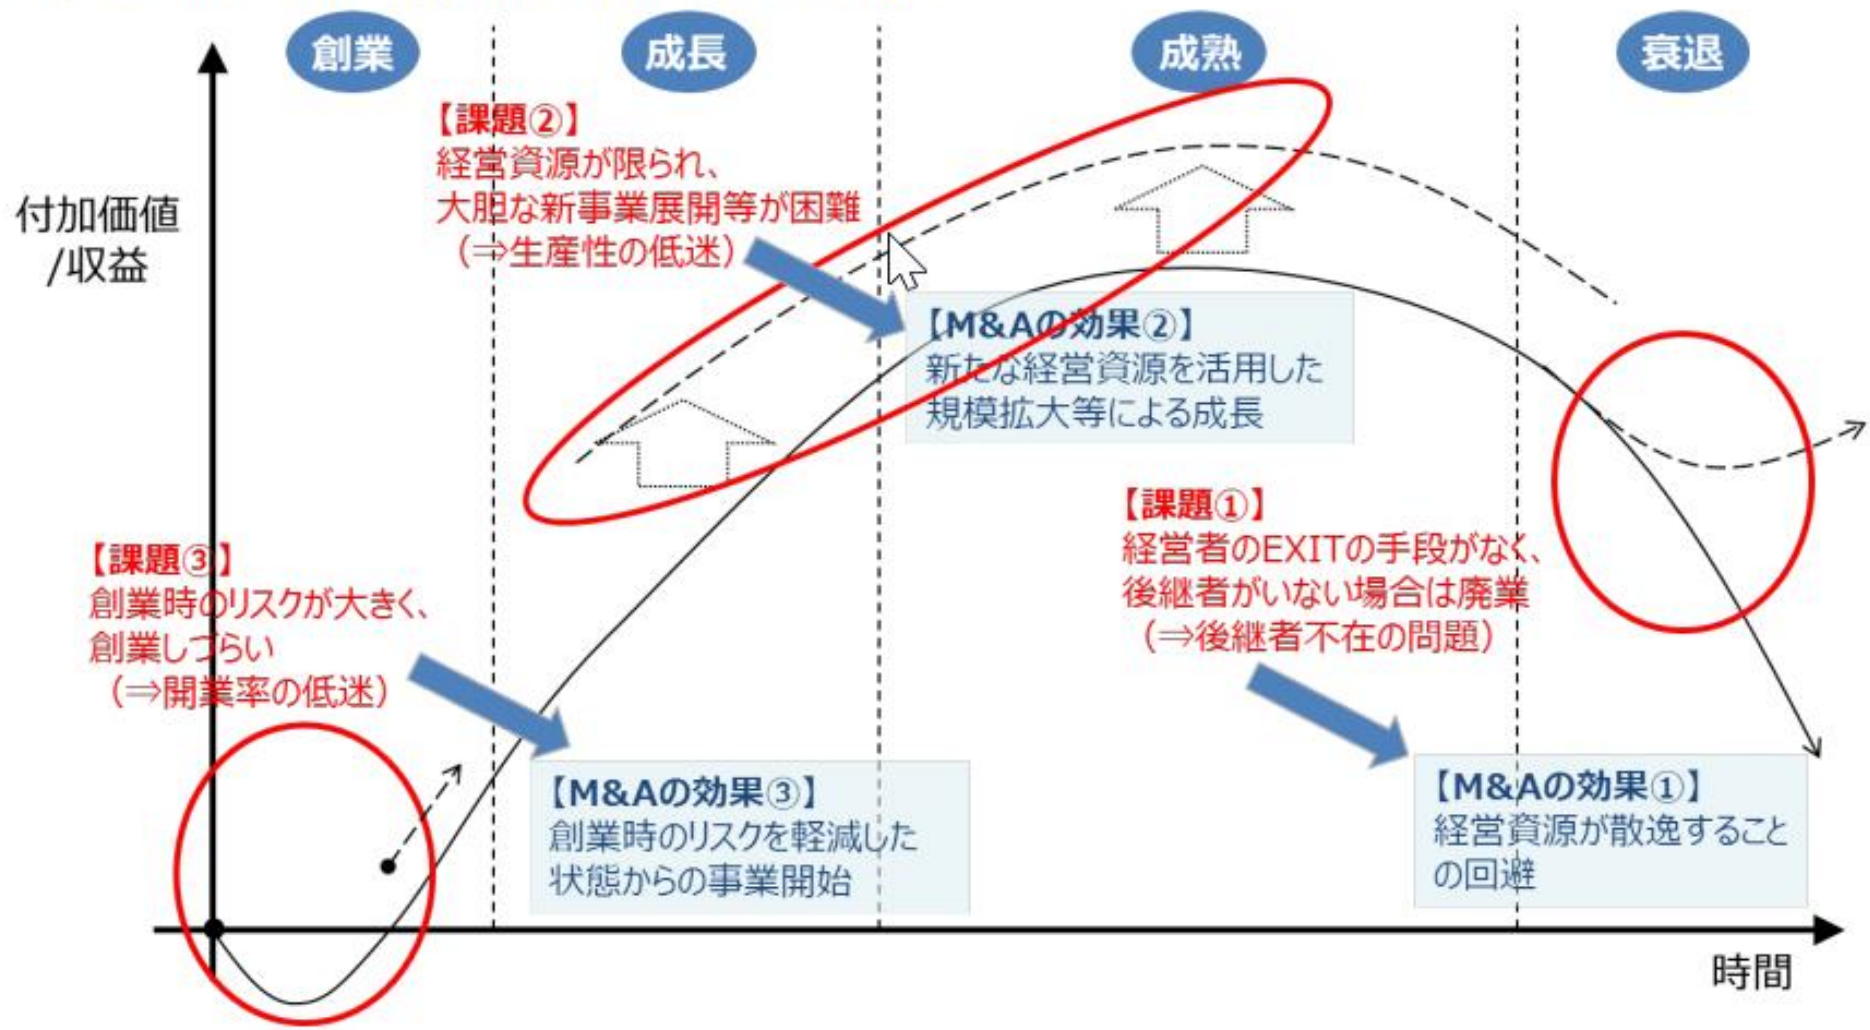 創業
成長
成熟
衰退
付加価値
/収益
【課題②】
経営資源が限られ、
大胆な新事業展開等が困難
（⇒生産性の低迷）
【M&Aの効果②】
新たな経営資源を活用した
規模拡大等による成長
【課題①】
経営者のEXITの手段がなく、
後継者がいない場合は廃業
（⇒後継者不在の問題）
【課題③】
創業時のリスクが大きく、
創業しづらい
（⇒開業率の低迷）
【M&Aの効果③】
創業時のリスクを軽減した
状態からの事業開始
【M&Aの効果①】
経営資源が散逸すること
の回避
時間